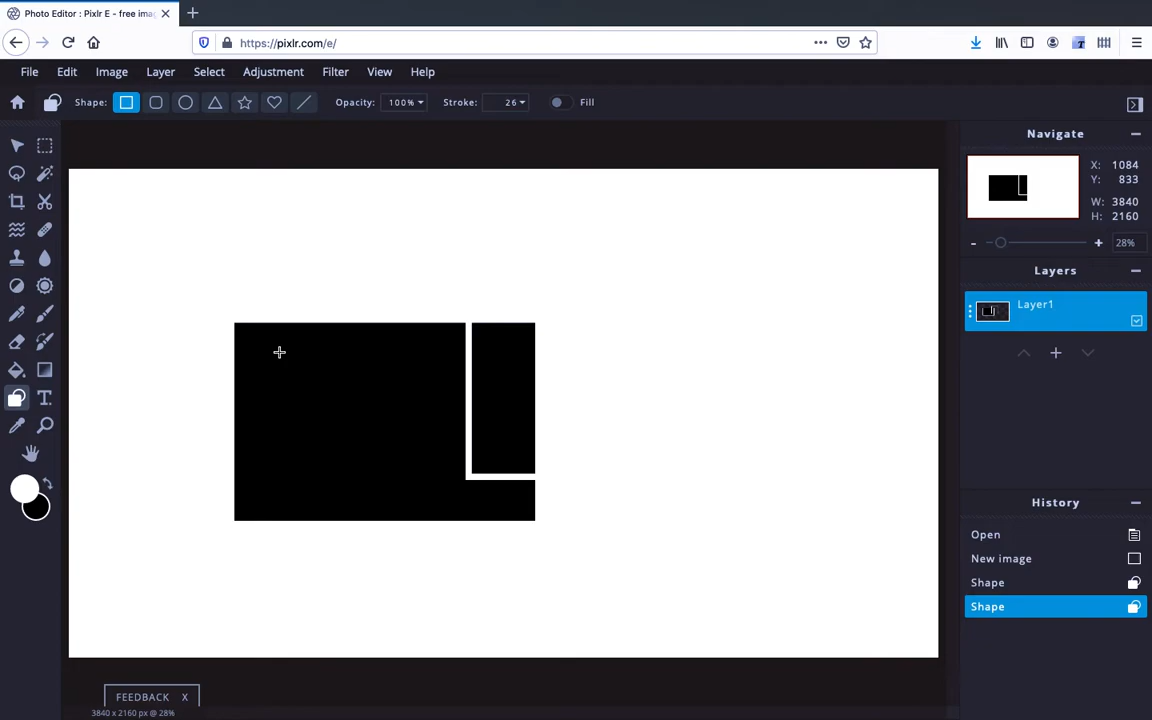 Photo Editor : Pixlr E - free imag
https://pixlr.com/e/
File Edit Image Layer Select Adjustment Filter View Help
Shape: Opacity: 100% Stroke: 26 Fill
Navigate
X: 1084
Y: 833
W: 3840
H: 2160
28%
Layers
Layer1
History
Open
New image
Shape
Shape
FEEDBACK X
3840 x 2160 px @ 28%